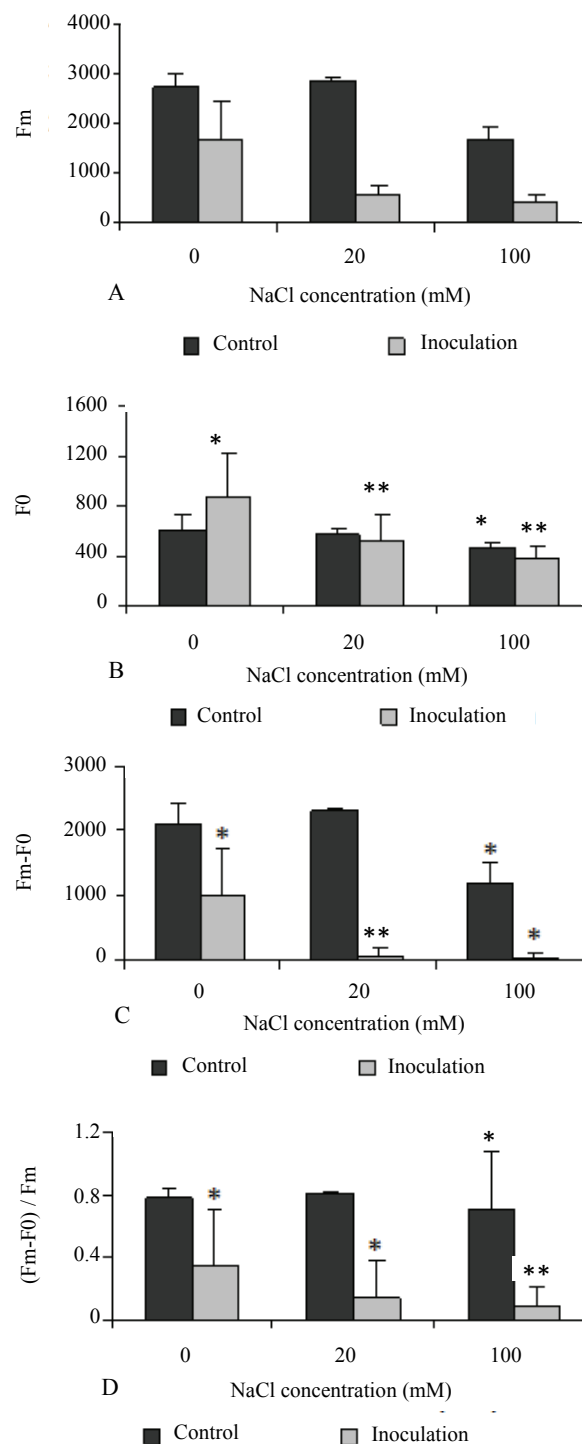 4000
3000
2000
1000
0
Fm
0 20 100
A NaCl concentration (mM)
Control Inoculation
1600
1200
800
400
0
F0
* ** * **
0 20 100
B NaCl concentration (mM)
Control Inoculation
3000
2000
1000
0
Fm-F0
* ** * *
0 20 100
C NaCl concentration (mM)
Control Inoculation
1.2
0.8
0.4
0
(Fm-F0) / Fm
* * * **
0 20 100
D NaCl concentration (mM)
Control Inoculation